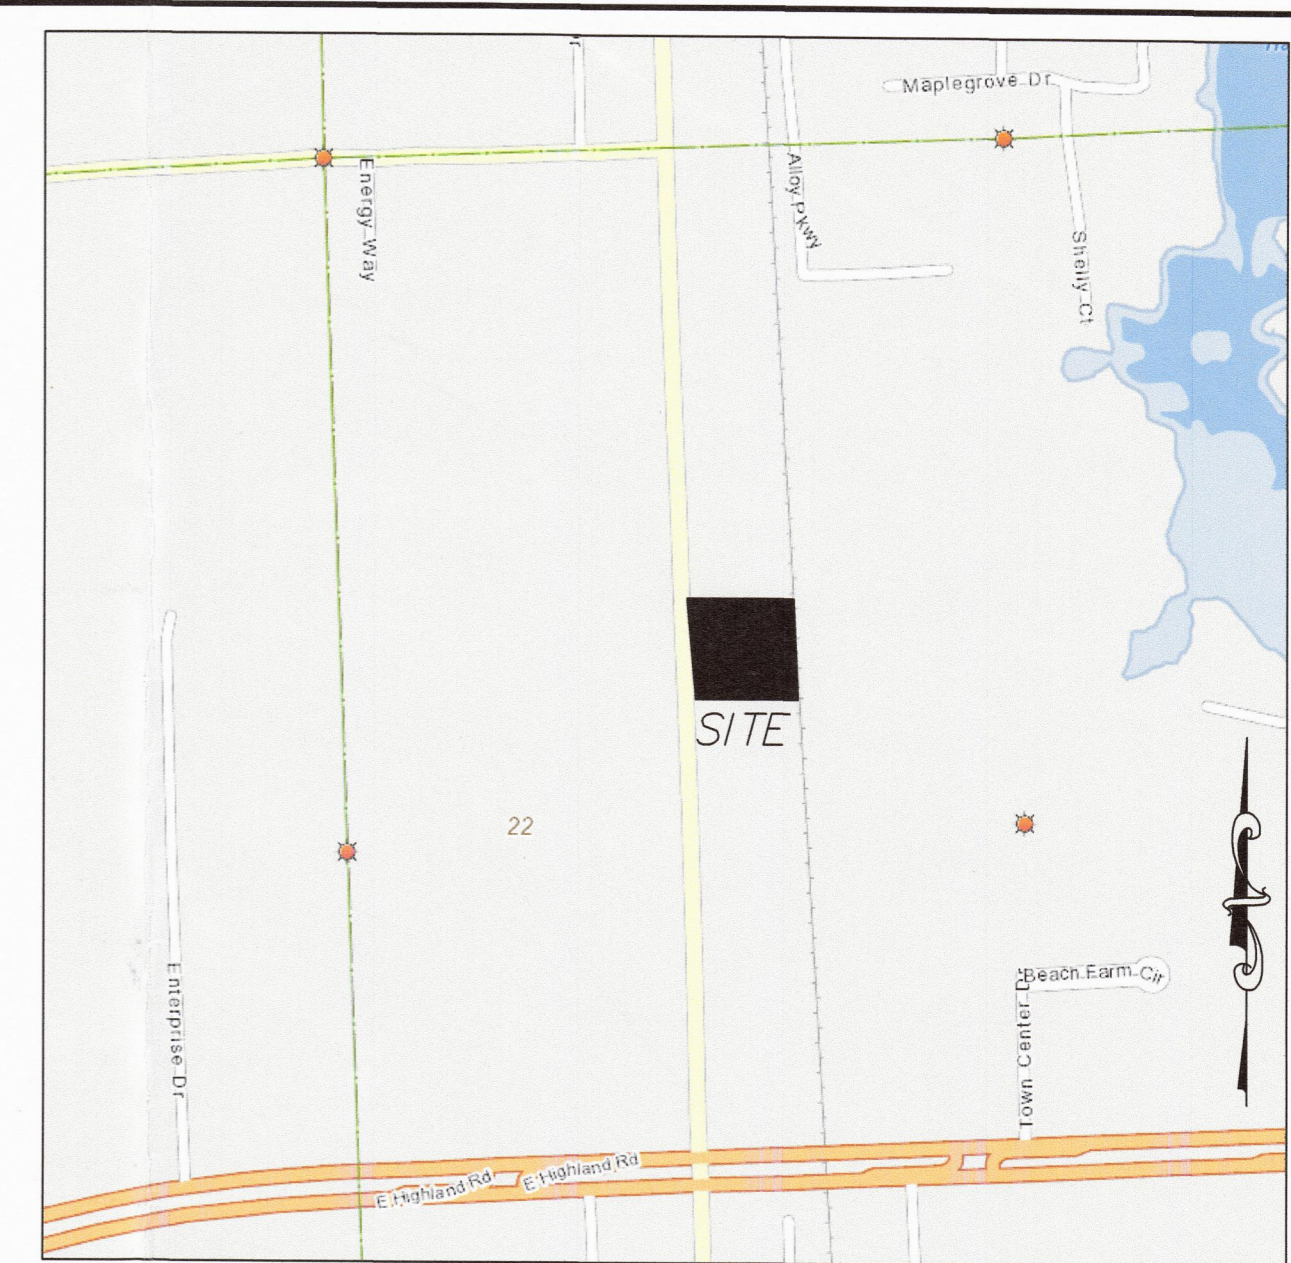 Maplegrove Dr
Energy Way
Alloy Pkwy
Shelly Ct
SITE
22
Beach Farm Cir
Enterprise Dr
Town Center Dr
E Highland Rd
E Highland Rd